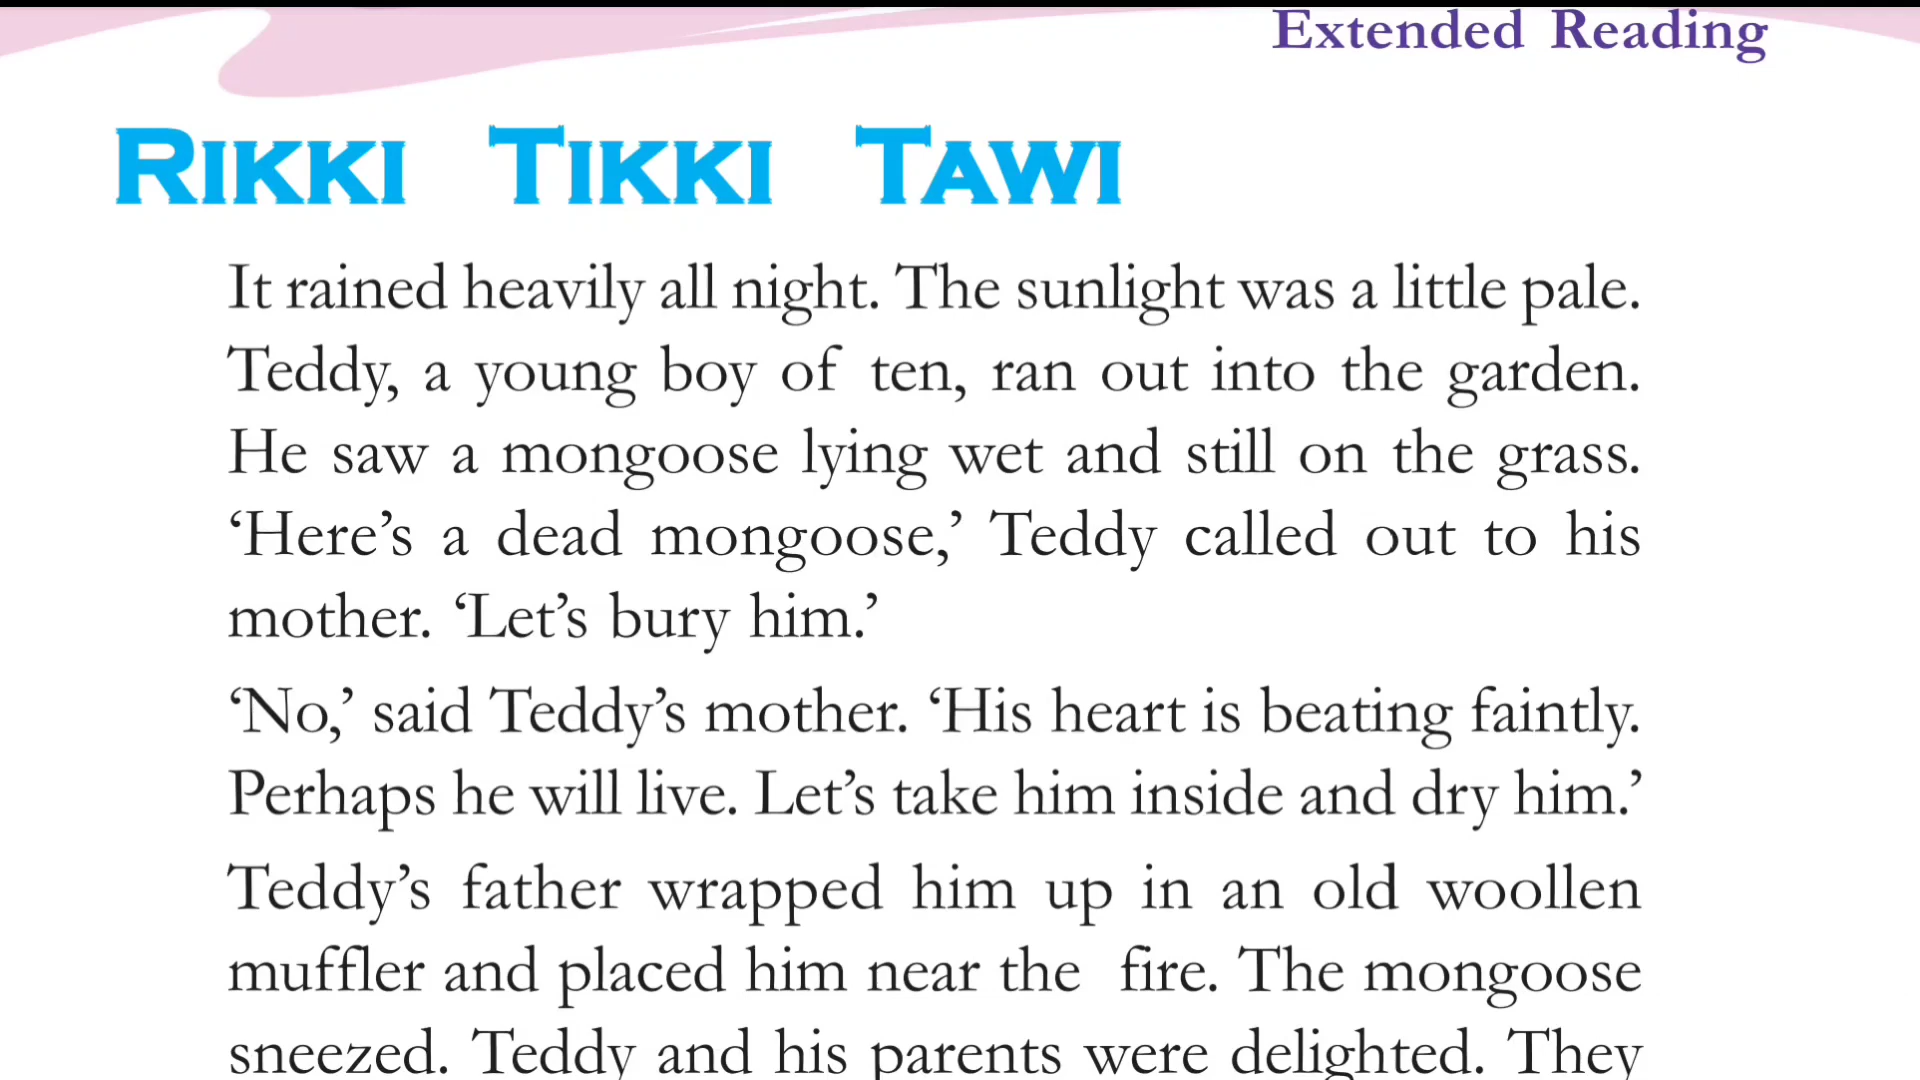 Extended Reading
RIKKI TIKKI TAWI
It rained heavily all night. The sunlight was a little pale.
Teddy, a young boy of ten, ran out into the garden.
He saw a mongoose lying wet and still on the grass.
‘Here’s a dead mongoose,’ Teddy called out to his
mother. ‘Let’s bury him.’
‘No,’ said Teddy’s mother. ‘His heart is beating faintly.
Perhaps he will live. Let’s take him inside and dry him.’
Teddy’s father wrapped him up in an old woollen
muffler and placed him near the fire. The mongoose
sneezed. Teddy and his parents were delighted. They